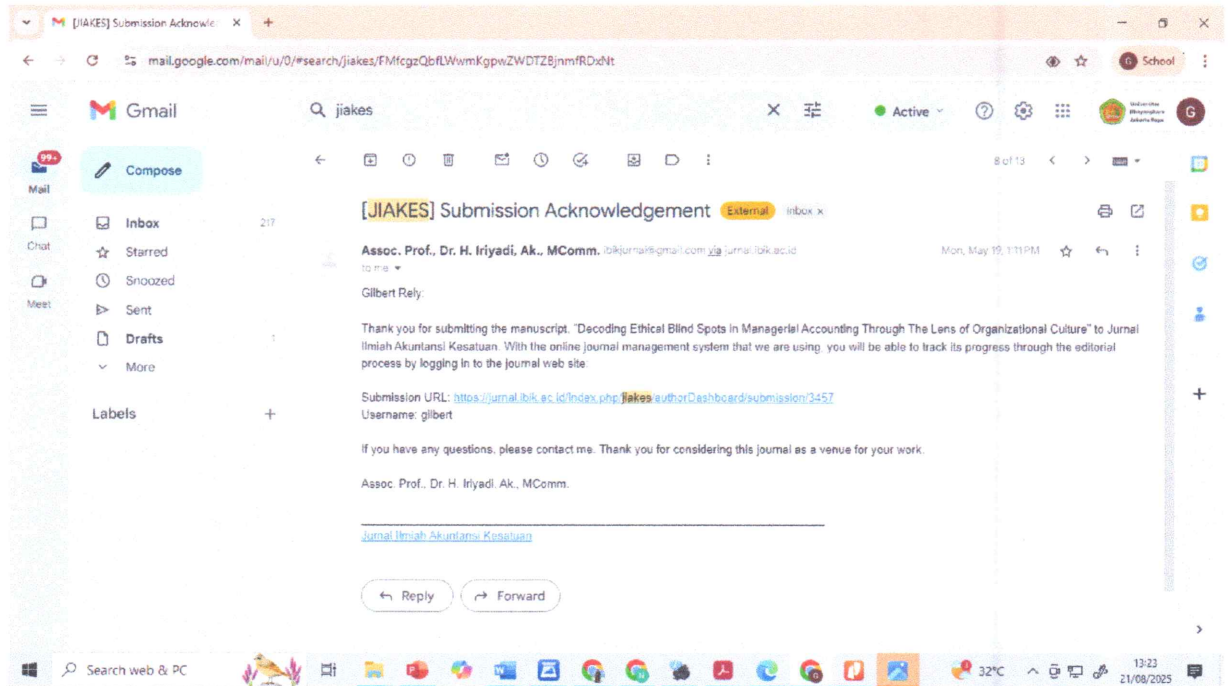 [JIAKES] Submission Acknowle
mail.google.com/mail/u/0/#search/jiakes/FMfcgzQbfLWwmKgpwZWDTZBjnmfRDxNt
School
Gmail
jiakes
Active
G
99+
Mail
Compose
8 of 13
[JIAKES] Submission Acknowledgement External Inbox x
Inbox 217
Chat
Starred
Assoc. Prof., Dr. H. Iriyadi, Ak., MComm. ibikjurnal@gmail.com via jurnal.ibik.ac.id
Mon, May 19, 1:11 PM
to me
Snoozed
Meet
Gilbert Rely:
Sent
Drafts 1
More
Thank you for submitting the manuscript, "Decoding Ethical Blind Spots in Managerial Accounting Through The Lens of Organizational Culture" to Jurnal
Ilmiah Akuntansi Kesatuan. With the online journal management system that we are using, you will be able to track its progress through the editorial
process by logging in to the journal web site:
Submission URL: https://jurnal.ibik.ac.id/index.php/jiakes/authorDashboard/submission/3457
Username: gilbert
Labels
If you have any questions, please contact me. Thank you for considering this journal as a venue for your work.
Assoc. Prof., Dr. H. Iriyadi, Ak., MComm.
Jurnal Ilmiah Akuntansi Kesatuan
Reply
Forward
Search web & PC
32°C
13:23
21/08/2025